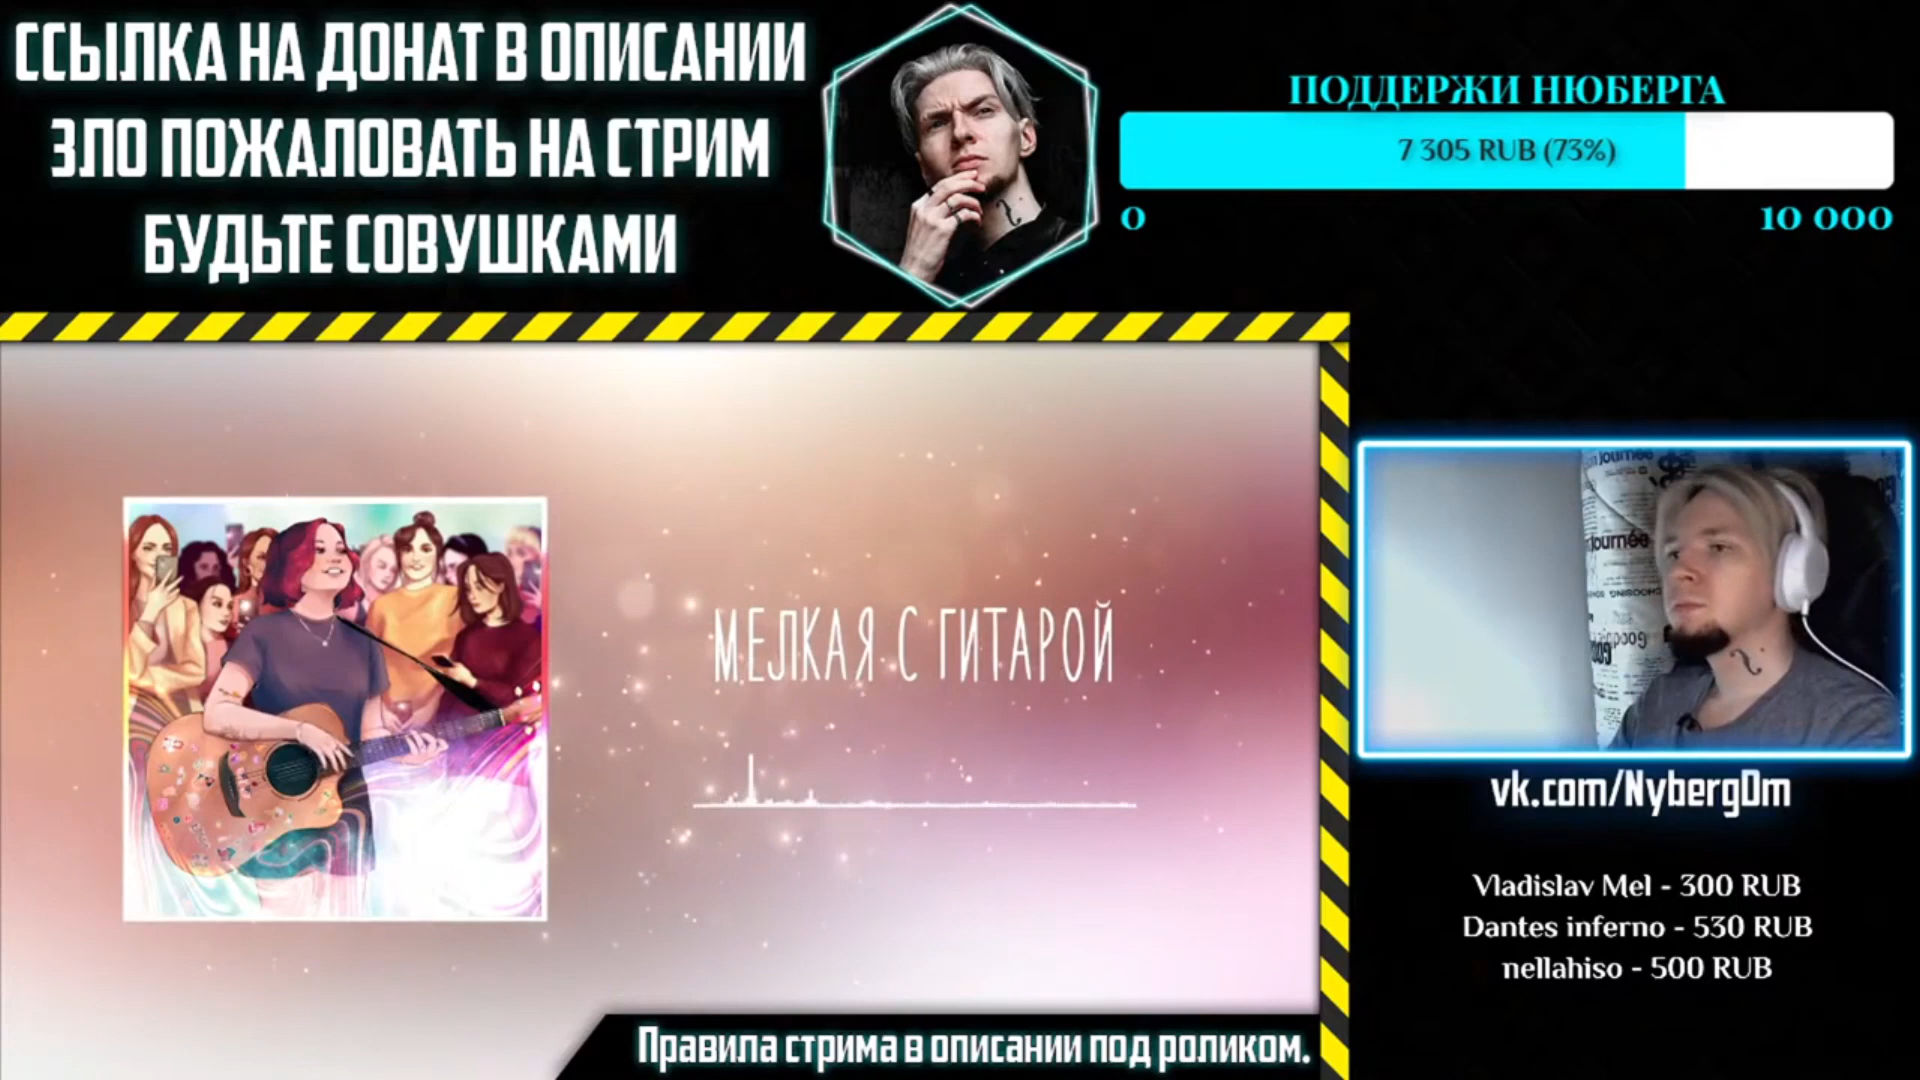 ССЫЛКА НА ДОНАТ В ОПИСАНИИ
ЗЛО ПОЖАЛОВАТЬ НА СТРИМ
БУДЬТЕ СОВУШКАМИ
ПОДДЕРЖИ НЮБЕРГА
7 305 RUB (73%)
0
10 000
МЕЛКАЯ С ГИТАРОЙ
Journée
Journée
vk.com/NybergDm
Vladislav Mel - 300 RUB
Dantes inferno - 530 RUB
nellahiso - 500 RUB
Правила стрима в описании под роликом.